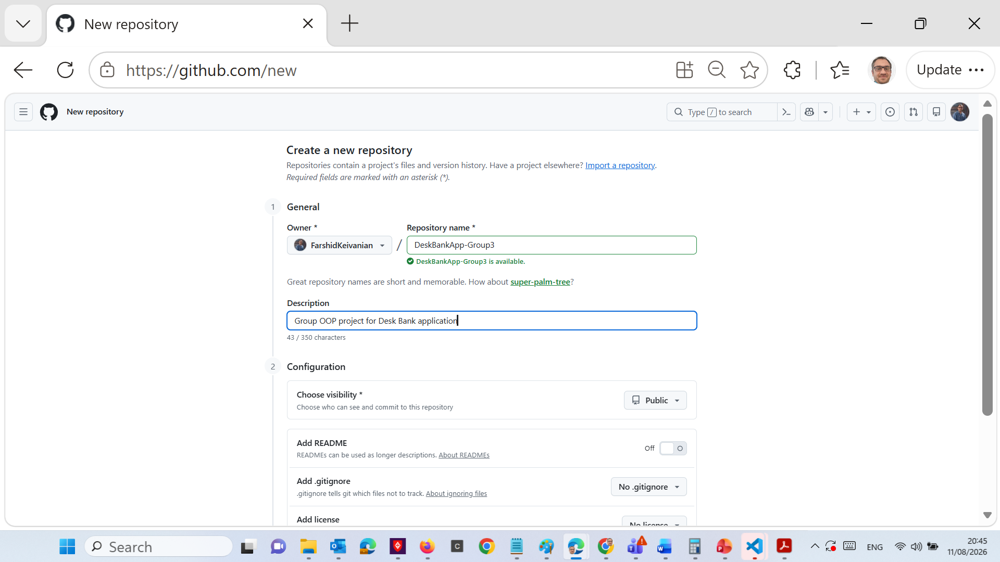 New repository
https://github.com/new
Update
New repository
Type / to search
Create a new repository
Repositories contain a project's files and version history. Have a project elsewhere? Import a repository.
Required fields are marked with an asterisk (*).
1 General
Owner *
Repository name *
FarshidKeivanian / DeskBankApp-Group3
DeskBankApp-Group3 is available.
Great repository names are short and memorable. How about super-palm-tree?
Description
Group OOP project for Desk Bank application
43 / 350 characters
2 Configuration
Choose visibility *
Choose who can see and commit to this repository
Public
Add README
READMEs can be used as longer descriptions. About READMEs
Off
Add .gitignore
.gitignore tells git which files not to track. About ignoring files
No .gitignore
Add license
No license
Search
C
ENG
20:45
11/08/2026